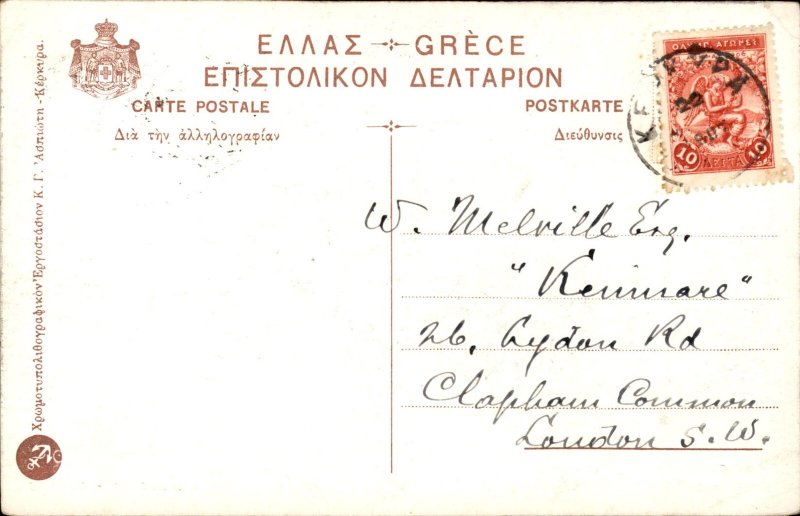 ΕΛΛΑΣ GRÈCE
ΕΠΙΣΤΟΛΙΚΟΝ ΔΕΛΤΑΡΙΟΝ
CARTE POSTALE
POSTKARTE
Διὰ τὴν ἀλληλογραφίαν
Διεύθυνσις
Χρωμοτυπολιθογραφικὸν Ἐργοστάσιον Κ. Γ. Ἀσπιώτη - Κέρκυρα.
ΟΛΥΜΠ. ΑΓΩΝΕΣ
10 ΛΕΠΤΑ 10
ΚΕΡΚΥΡΑ
W. Melville Esq.
"Kenmare"
26, Lydon Rd
Clapham Common
London S.W.